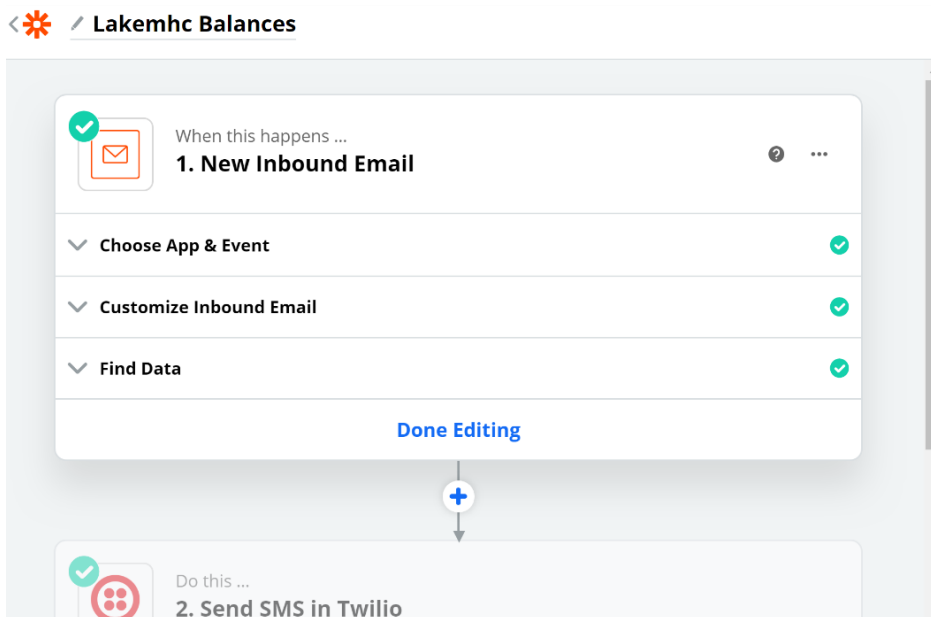 Lakemhc Balances
When this happens ...
1. New Inbound Email
Choose App & Event
Customize Inbound Email
Find Data
Done Editing
Do this ...
2. Send SMS in Twilio